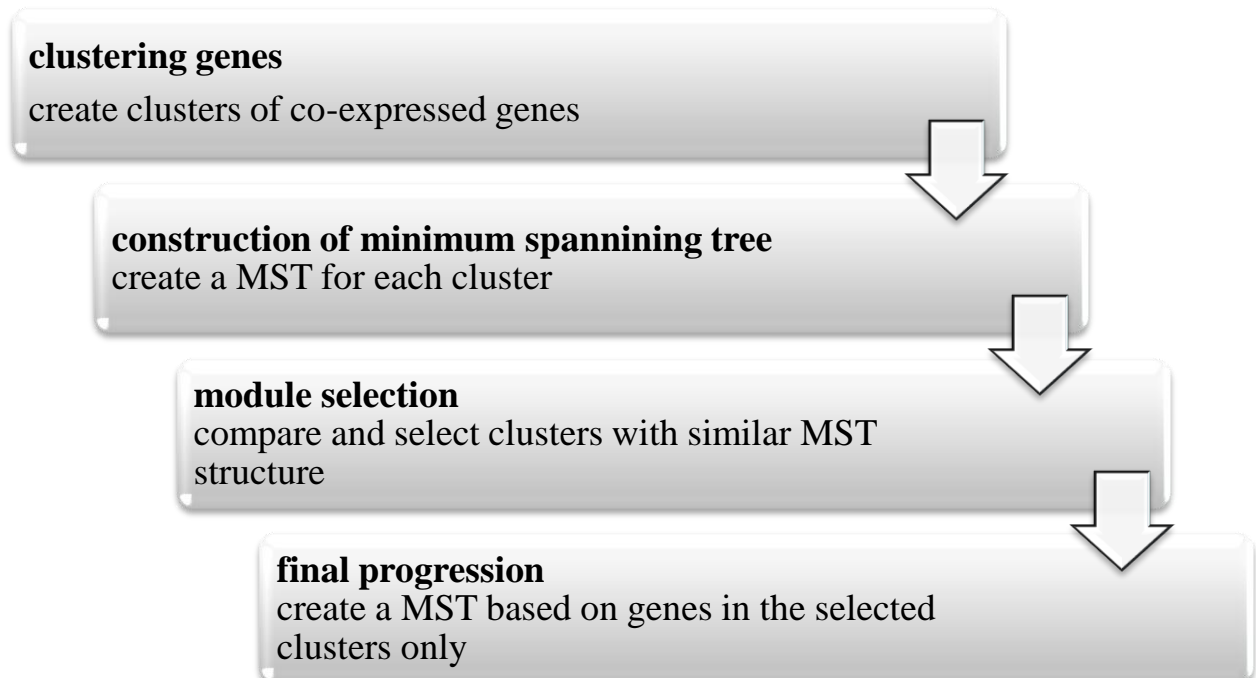 clustering genes
create clusters of co-expressed genes
construction of minimum spannining tree
create a MST for each cluster
module selection
compare and select clusters with similar MST
structure
final progression
create a MST based on genes in the selected
clusters only